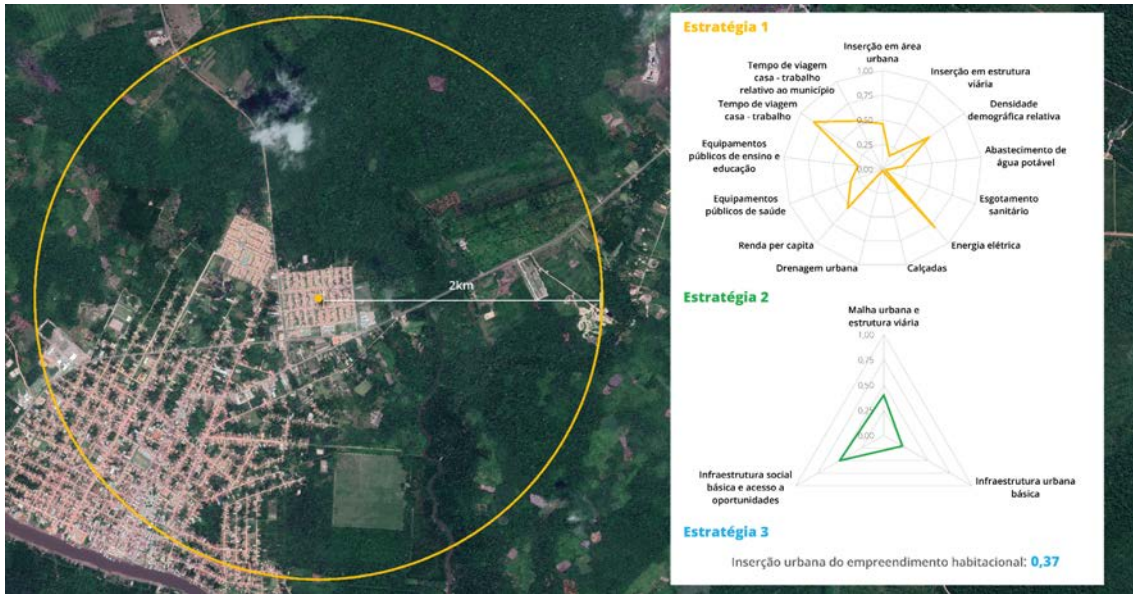 2km
Estratégia 1
Inserção em área
urbana
Inserção em estrutura
viária
Densidade
demográfica relativa
Abastecimento de
água potável
Esgotamento
sanitário
Energia elétrica
Calçadas
Drenagem urbana
Renda per capita
Equipamentos
públicos de saúde
Equipamentos
públicos de ensino e
educação
Tempo de viagem
casa - trabalho
Tempo de viagem
casa - trabalho
relativo ao município
1,00
0,75
0,50
0,25
0,00
Estratégia 2
Malha urbana e
estrutura viária
1,00
0,75
0,50
0,25
0,00
Infraestrutura social
básica e acesso a
oportunidades
Infraestrutura urbana
básica
Estratégia 3
Inserção urbana do empreendimento habitacional: 0,37